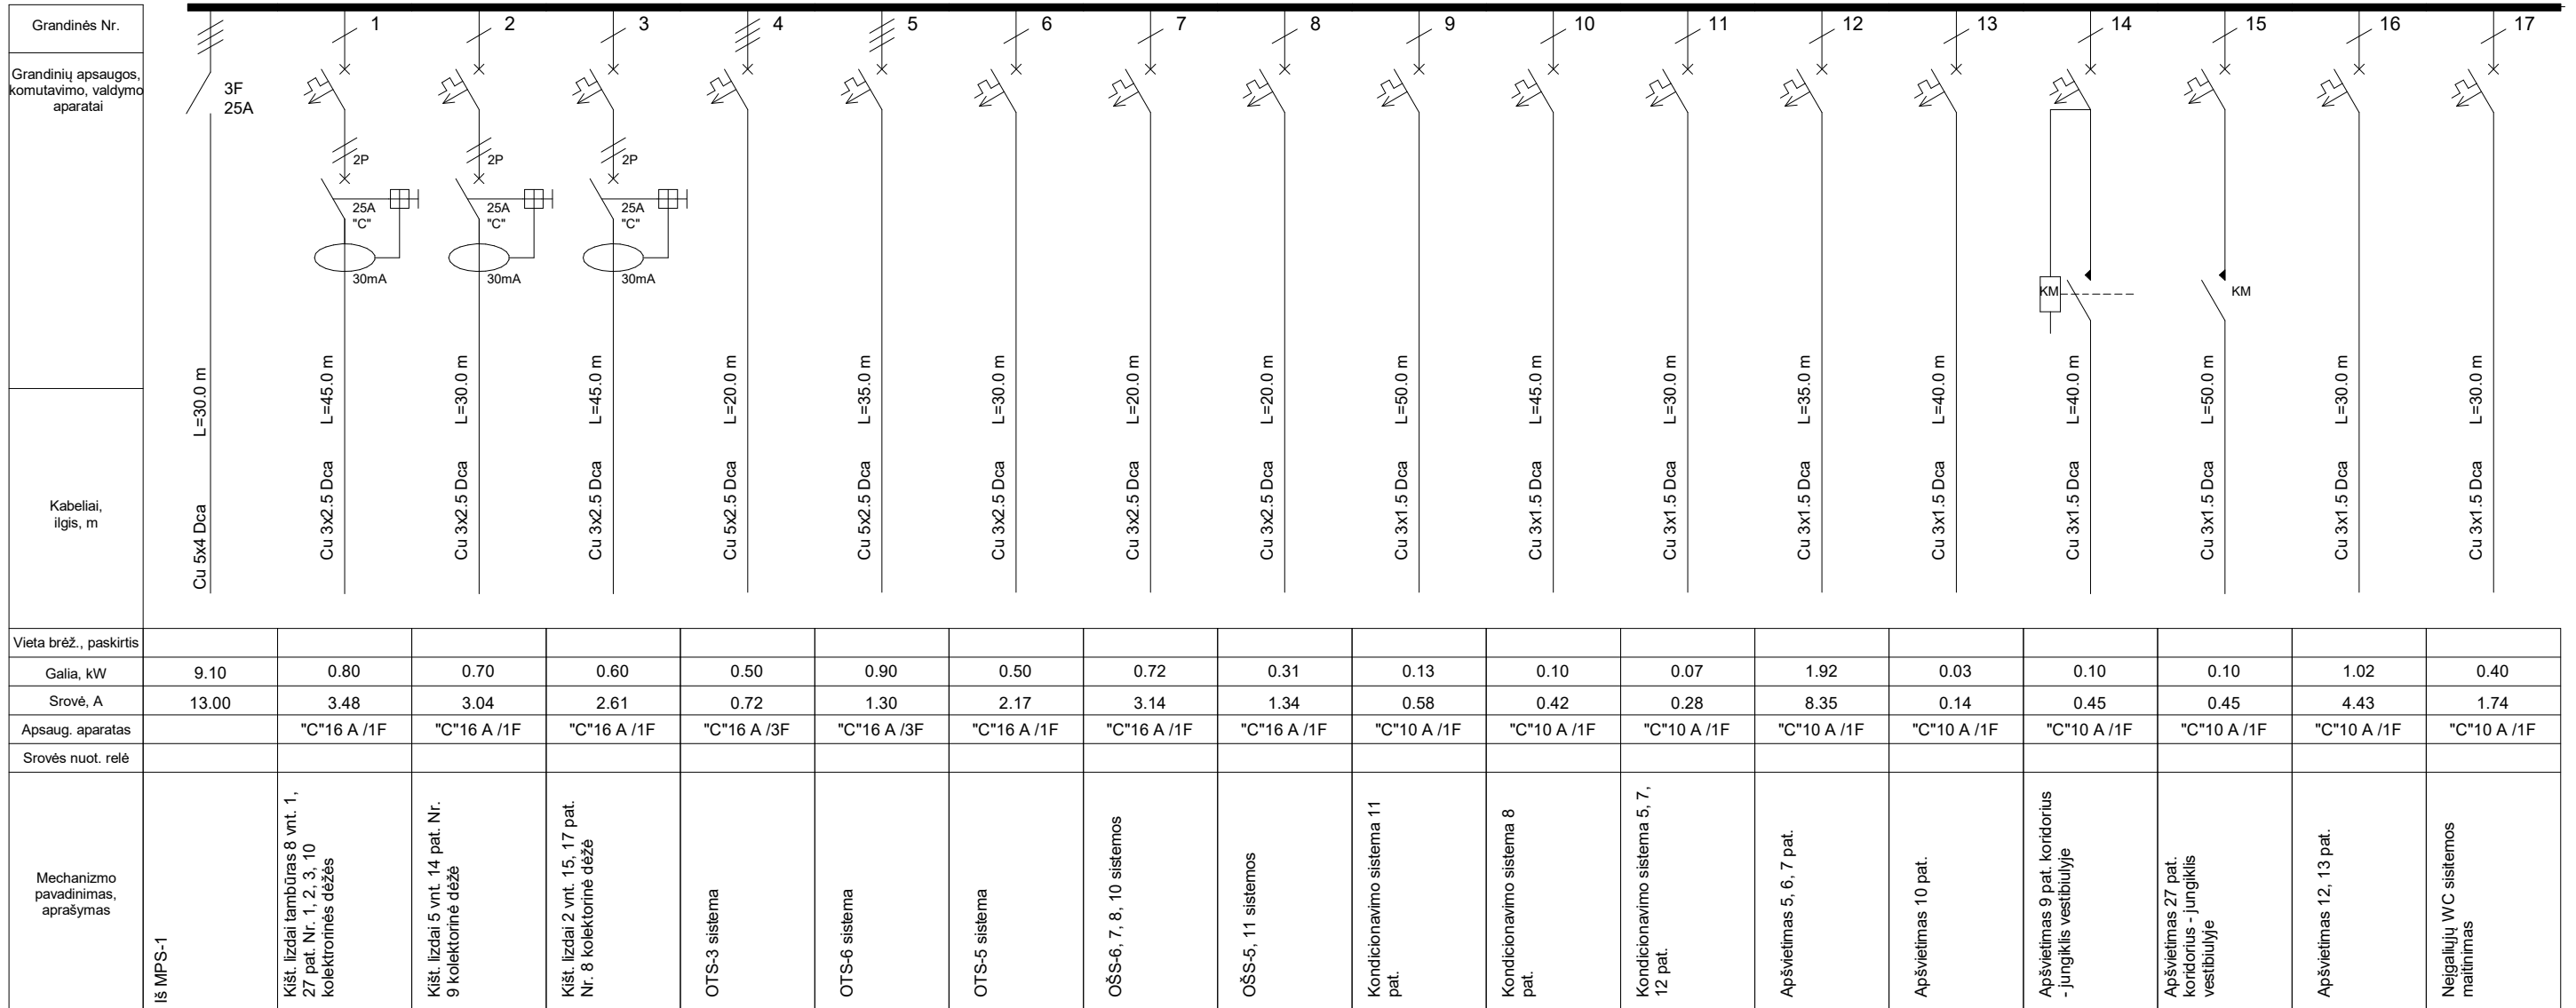 Grandinės Nr.
1 2 3 4 5 6 7 8 9 10 11 12 13 14 15 16 17
Grandinių apsaugos,
komutavimo, valdymo
aparatai
3F
25A
2P 2P 2P
25A 25A 25A
"C" "C" "C"
30mA 30mA 30mA
KM KM
Kabeliai,
ilgis, m
Cu 5x4 Dca L=30.0 m
Cu 3x2.5 Dca L=45.0 m
Cu 3x2.5 Dca L=30.0 m
Cu 3x2.5 Dca L=45.0 m
Cu 5x2.5 Dca L=20.0 m
Cu 5x2.5 Dca L=35.0 m
Cu 3x2.5 Dca L=30.0 m
Cu 3x2.5 Dca L=20.0 m
Cu 3x2.5 Dca L=20.0 m
Cu 3x1.5 Dca L=50.0 m
Cu 3x1.5 Dca L=45.0 m
Cu 3x1.5 Dca L=30.0 m
Cu 3x1.5 Dca L=35.0 m
Cu 3x1.5 Dca L=40.0 m
Cu 3x1.5 Dca L=40.0 m
Cu 3x1.5 Dca L=50.0 m
Cu 3x1.5 Dca L=30.0 m
Cu 3x1.5 Dca L=30.0 m
Vieta brėž., paskirtis
Galia, kW 9.10 0.80 0.70 0.60 0.50 0.90 0.50 0.72 0.31 0.13 0.10 0.07 1.92 0.03 0.10 0.10 1.02 0.40
Srovė, A 13.00 3.48 3.04 2.61 0.72 1.30 2.17 3.14 1.34 0.58 0.42 0.28 8.35 0.14 0.45 0.45 4.43 1.74
Apsaug. aparatas "C"16 A /1F "C"16 A /1F "C"16 A /1F "C"16 A /3F "C"16 A /3F "C"16 A /1F "C"16 A /1F "C"16 A /1F "C"10 A /1F "C"10 A /1F "C"10 A /1F "C"10 A /1F "C"10 A /1F "C"10 A /1F "C"10 A /1F "C"10 A /1F "C"10 A /1F
Srovės nuot. relė
Mechanizmo
pavadinimas,
aprašymas
Iš MPS-1
Kišt. lizdai tambūras 8 vnt. 1,
27 pat. Nr. 1, 2, 3, 10
kolektrorinės dėžės
Kišt. lizdai 5 vnt. 14 pat. Nr.
9 kolektorinė dėžė
Kišt. lizdai 2 vnt. 15, 17 pat.
Nr. 8 kolektorinė dėžė
OTS-3 sistema
OTS-6 sistema
OTS-5 sistema
OŠS-6, 7, 8, 10 sistemos
OŠS-5, 11 sistemos
Kondicionavimo sistema 11
pat.
Kondicionavimo sistema 8
pat.
Kondicionavimo sistema 5, 7,
12 pat.
Apšvietimas 5, 6, 7 pat.
Apšvietimas 10 pat.
Apšvietimas 9 pat. koridorius
- jungiklis vestibiulyje
Apšvietimas 27 pat.
koridorius - jungiklis
vestibiulyje
Apšvietimas 12, 13 pat.
Neįgaliųjų WC sisitemos
maitinimas